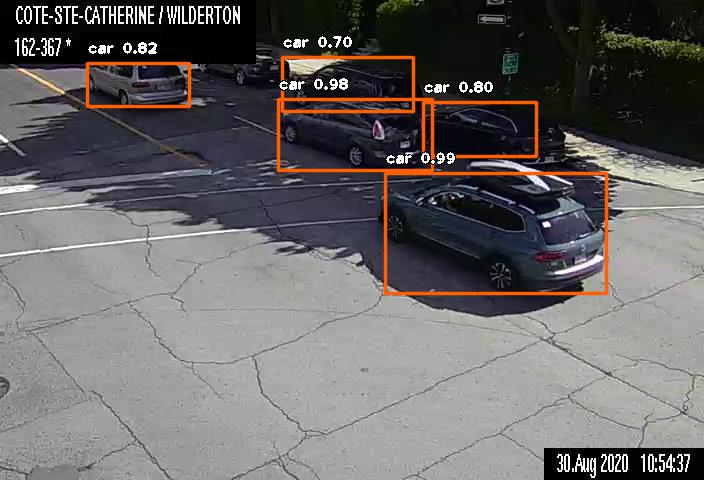 COTE-STE-CATHERINE / WILDERTON
162-367 *
car 0.82
car 0.70
car 0.98
car 0.80
car 0.99
30.Aug 2020 10:54:37